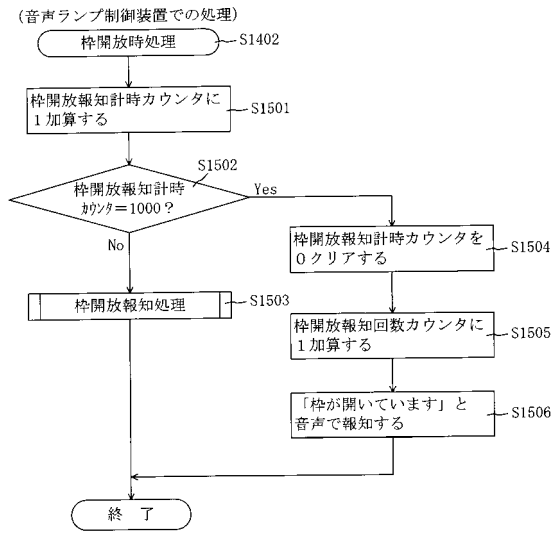 (音声ランプ制御装置での処理)
枠開放時処理
S1402
枠開放報知計時カウンタに
1加算する
S1501
S1502
枠開放報知計時
カウンタ=1000?
Yes
No
枠開放報知計時カウンタを
0クリアする
S1504
枠開放報知処理
S1503
枠開放報知回数カウンタに
1加算する
S1505
「枠が開いています」と
音声で報知する
S1506
終 了